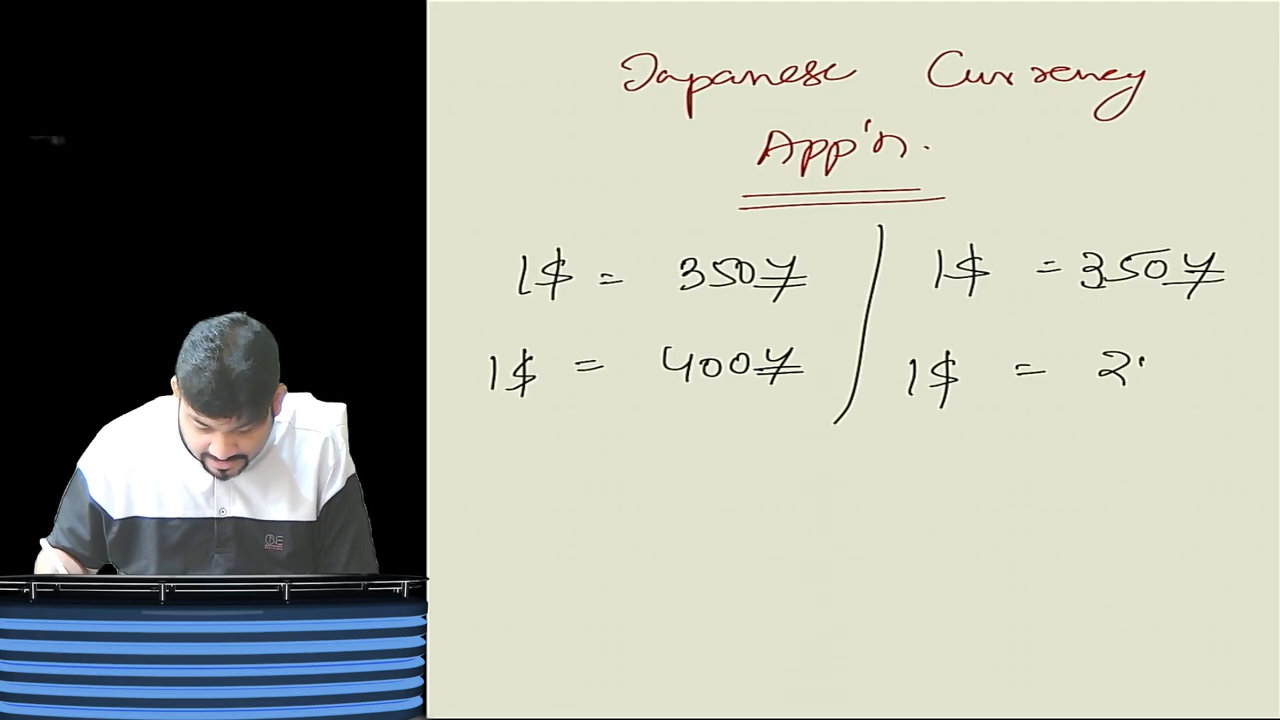 Japanese Currency
App'n.
1$ = 350¥
1$ = 400¥
1$ = 350¥
1$ = 2